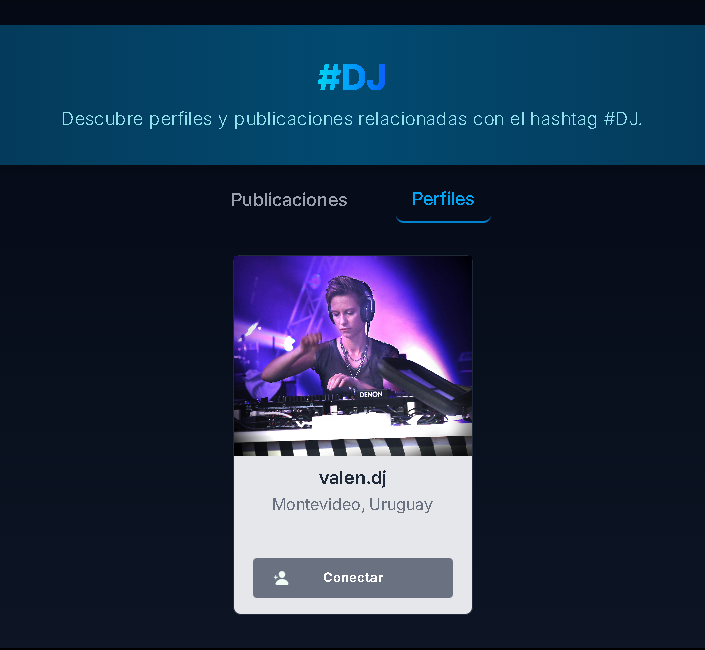 #DJ
Descubre perfiles y publicaciones relacionadas con el hashtag #DJ.
Publicaciones Perfiles
DENON
valen.dj
Montevideo, Uruguay
Conectar